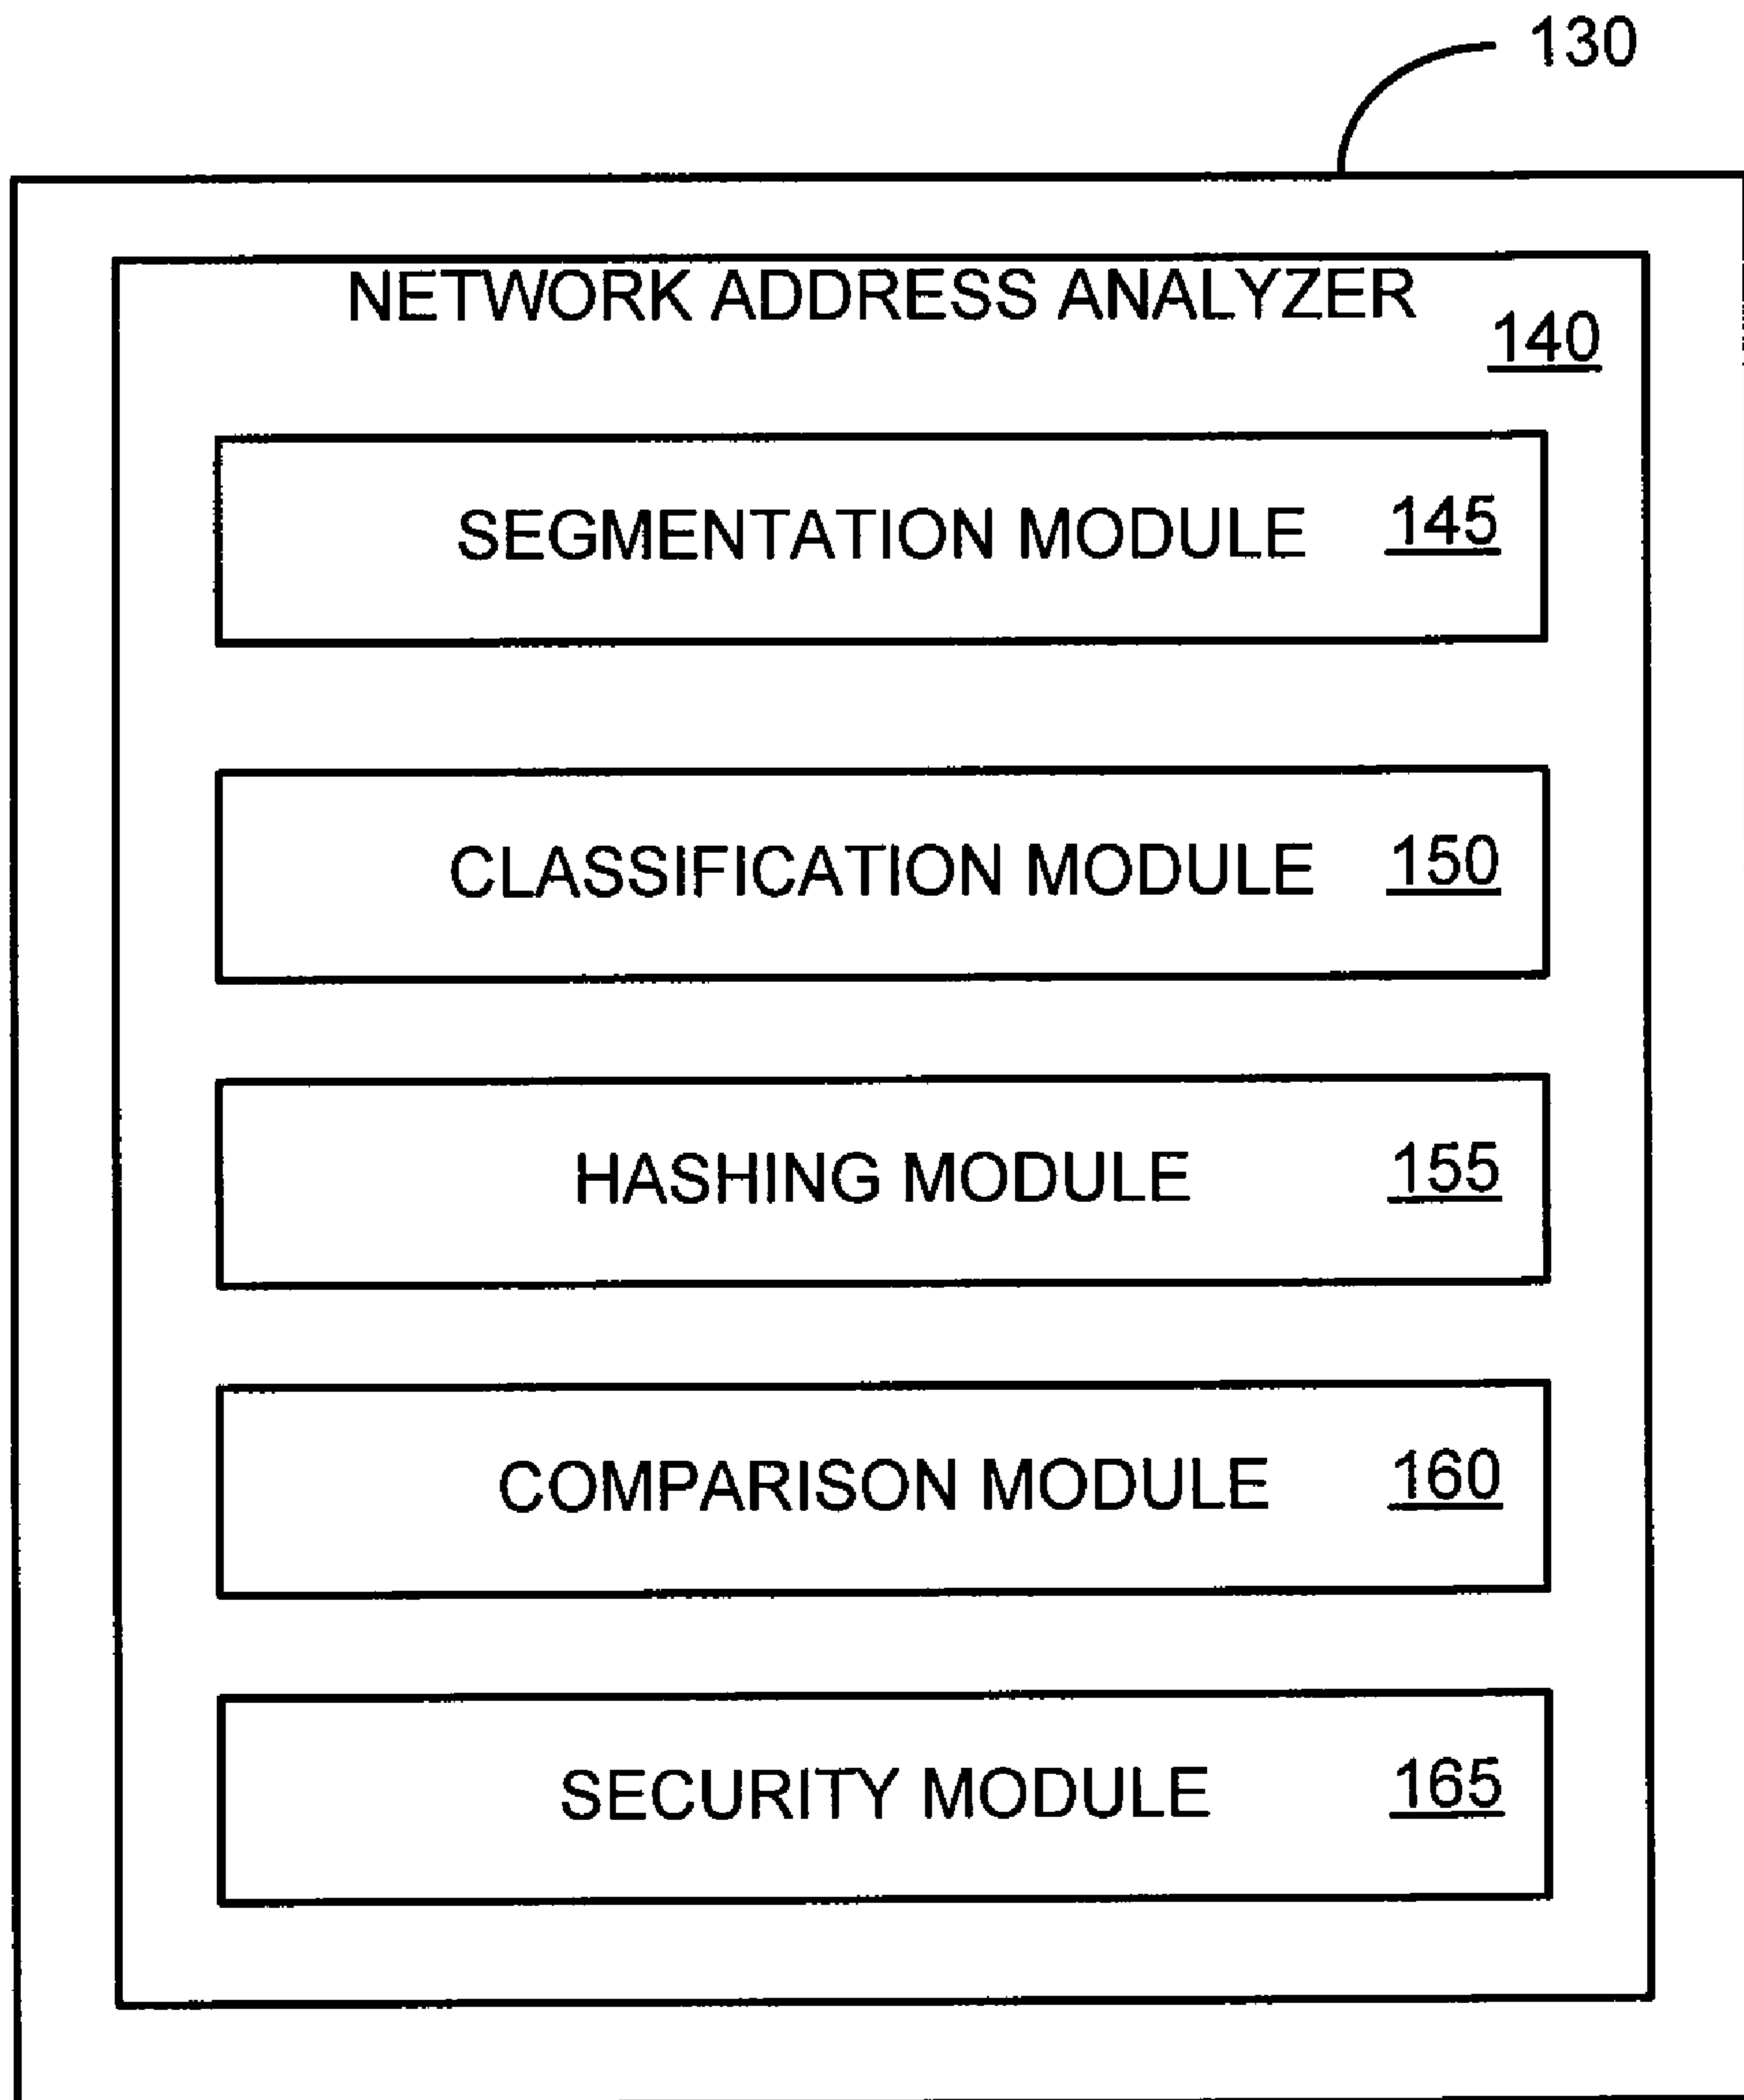 130
NETWORK ADDRESS ANALYZER
140
SEGMENTATION MODULE 145
CLASSIFICATION MODULE 150
HASHING MODULE 155
COMPARISON MODULE 160
SECURITY MODULE 165